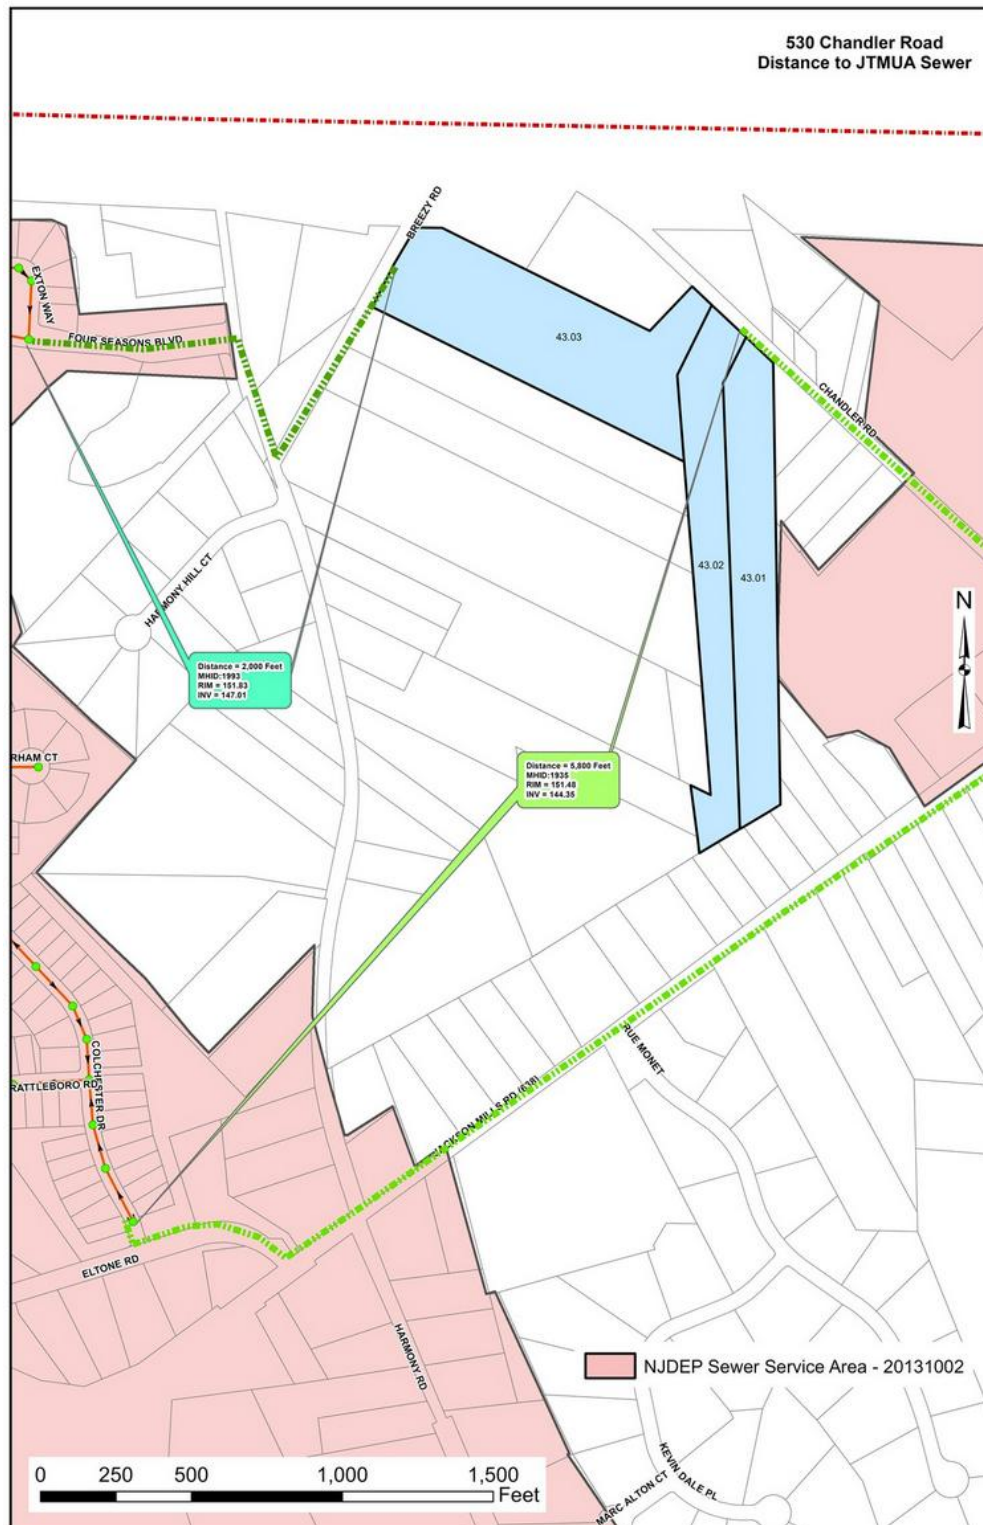 530 Chandler Road
Distance to JTMUA Sewer
BREEZY RD
EXTON WAY
FOUR SEASONS BLVD
43.03
CHANDLER RD
HARMONY HILL CT
43.02
43.01
N
Distance = 2,000 Feet
MHID:1993
RIM = 151.83
INV = 147.01
RHAM CT
Distance = 5,800 Feet
MHID:1935
RIM = 151.48
INV = 144.35
COLCHESTER DR
RATTLEBORO RD
RUE MONET
JACKSON MILLS RD (638)
ELTONE RD
HARMONY RD
NJDEP Sewer Service Area - 20131002
KEVIN DALE PL
MARC ALTON CT
0 250 500 1,000 1,500
Feet